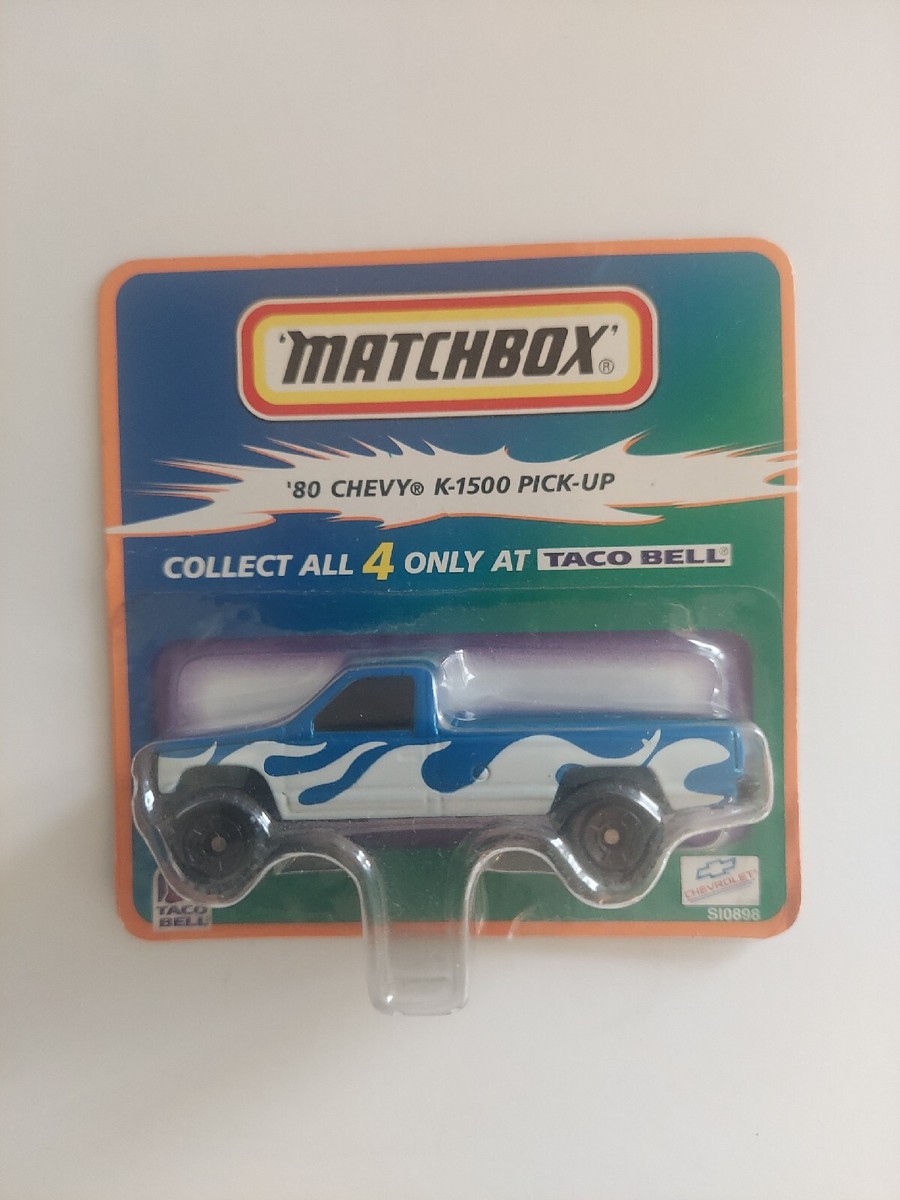 'MATCHBOX'®
'80 CHEVY® K-1500 PICK-UP
COLLECT ALL 4 ONLY AT TACO BELL®
TACO
BELL
CHEVROLET
SI0898